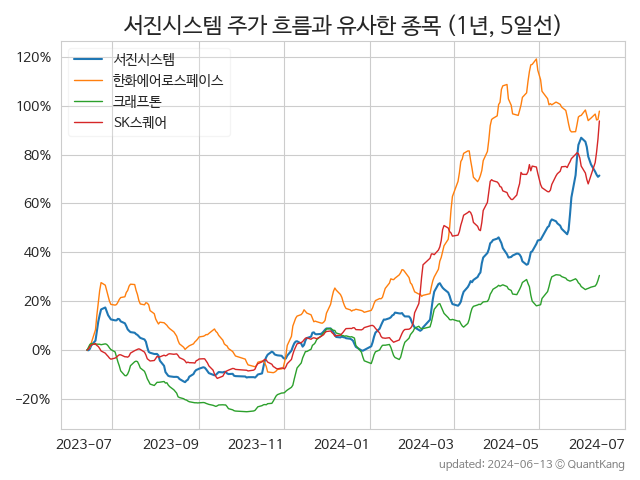 서진시스템 주가 흐름과 유사한 종목 (1년, 5일선)
서진시스템
한화에어로스페이스
크래프톤
SK스퀘어
120%
100%
80%
60%
40%
20%
0%
−20%
2023-07 2023-09 2023-11 2024-01 2024-03 2024-05 2024-07
updated: 2024-06-13 © QuantKang